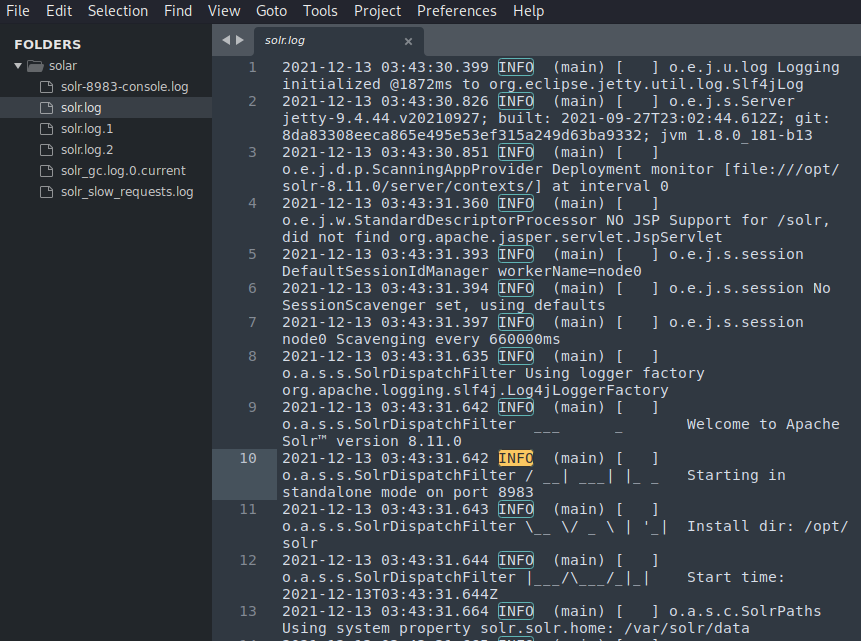 File Edit Selection Find View Goto Tools Project Preferences Help
FOLDERS
solar
solr-8983-console.log
solr.log
solr.log.1
solr.log.2
solr_gc.log.0.current
solr_slow_requests.log
solr.log ×
1 2021-12-13 03:43:30.399 INFO  (main) [   ] o.e.j.u.log Logging
initialized @1872ms to org.eclipse.jetty.util.log.Slf4jLog
2 2021-12-13 03:43:30.826 INFO  (main) [   ] o.e.j.s.Server
jetty-9.4.44.v20210927; built: 2021-09-27T23:02:44.612Z; git:
8da83308eeca865e495e53ef315a249d63ba9332; jvm 1.8.0_181-b13
3 2021-12-13 03:43:30.851 INFO  (main) [   ]
o.e.j.d.p.ScanningAppProvider Deployment monitor [file:///opt/
solr-8.11.0/server/contexts/] at interval 0
4 2021-12-13 03:43:31.360 INFO  (main) [   ]
o.e.j.w.StandardDescriptorProcessor NO JSP Support for /solr,
did not find org.apache.jasper.servlet.JspServlet
5 2021-12-13 03:43:31.393 INFO  (main) [   ] o.e.j.s.session
DefaultSessionIdManager workerName=node0
6 2021-12-13 03:43:31.394 INFO  (main) [   ] o.e.j.s.session No
SessionScavenger set, using defaults
7 2021-12-13 03:43:31.397 INFO  (main) [   ] o.e.j.s.session
node0 Scavenging every 660000ms
8 2021-12-13 03:43:31.635 INFO  (main) [   ]
o.a.s.s.SolrDispatchFilter Using logger factory
org.apache.logging.slf4j.Log4jLoggerFactory
9 2021-12-13 03:43:31.642 INFO  (main) [   ]
o.a.s.s.SolrDispatchFilter  ___      _       Welcome to Apache
Solr™ version 8.11.0
10 2021-12-13 03:43:31.642 INFO  (main) [   ]
o.a.s.s.SolrDispatchFilter / __| ___| |_ _   Starting in
standalone mode on port 8983
11 2021-12-13 03:43:31.643 INFO  (main) [   ]
o.a.s.s.SolrDispatchFilter \__ \/ _ \ | '_|  Install dir: /opt/
solr
12 2021-12-13 03:43:31.644 INFO  (main) [   ]
o.a.s.s.SolrDispatchFilter |___/\___/_|_|    Start time:
2021-12-13T03:43:31.644Z
13 2021-12-13 03:43:31.664 INFO  (main) [   ] o.a.s.c.SolrPaths
Using system property solr.solr.home: /var/solr/data